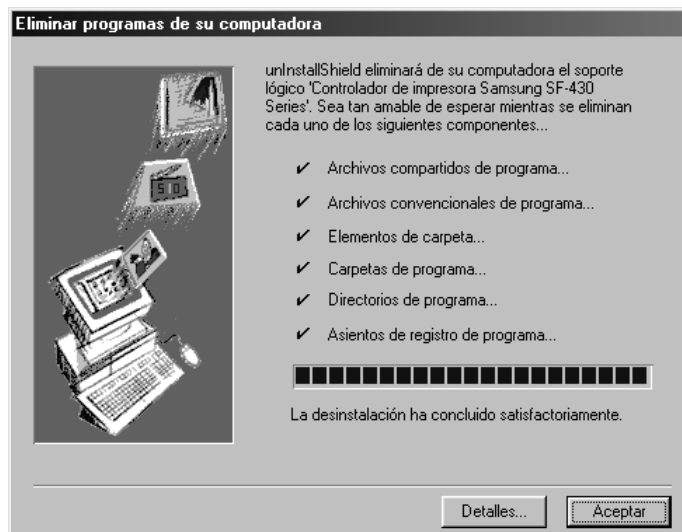 Eliminar programas de su computadora
unInstallShield eliminará de su computadora el soporte
lógico 'Controlador de impresora Samsung SF-430
Series'. Sea tan amable de esperar mientras se eliminan
cada uno de los siguientes componentes...
✔ Archivos compartidos de programa...
✔ Archivos convencionales de programa...
✔ Elementos de carpeta...
✔ Carpetas de programa...
✔ Directorios de programa...
✔ Asientos de registro de programa...
La desinstalación ha concluido satisfactoriamente.
Detalles...
Aceptar